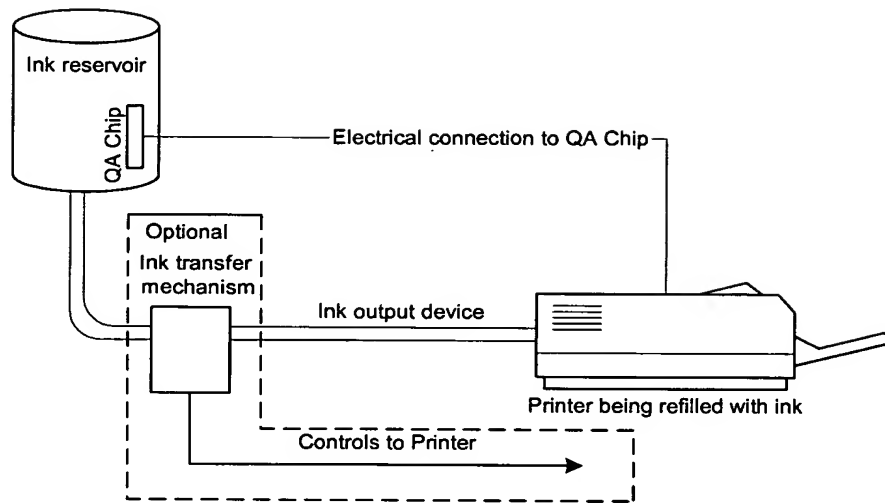 Ink reservoir
QA Chip
Electrical connection to QA Chip
Optional
Ink transfer
mechanism
Ink output device
Printer being refilled with ink
Controls to Printer